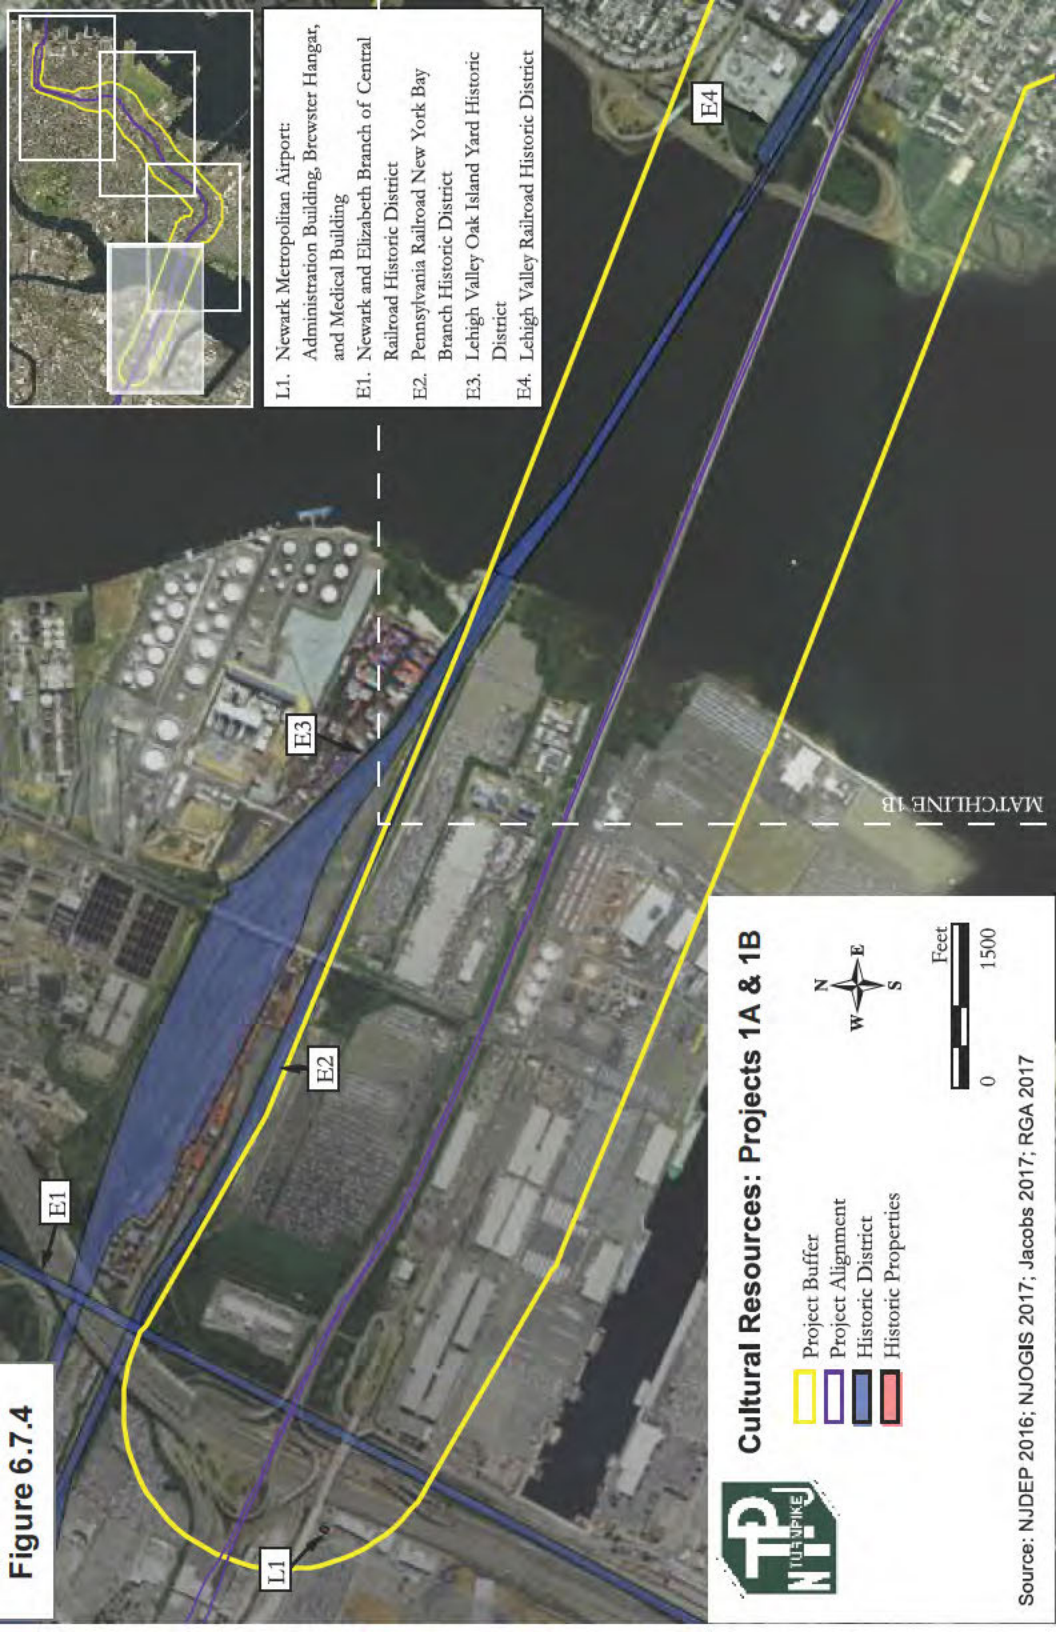 Figure 6.7.4
L1. Newark Metropolitan Airport:
Administration Building, Brewster Hangar,
and Medical Building
E1. Newark and Elizabeth Branch of Central
Railroad Historic District
E2. Pennsylvania Railroad New York Bay
Branch Historic District
E3. Lehigh Valley Oak Island Yard Historic
District
E4. Lehigh Valley Railroad Historic District
E1
E2
E3
E4
L1
MATCHLINE 1B
Cultural Resources: Projects 1A & 1B
Project Buffer
Project Alignment
Historic District
Historic Properties
N
W E
S
Feet
0 1500
NJTP
TURNPIKE
Source: NJDEP 2016; NJOGIS 2017; Jacobs 2017; RGA 2017